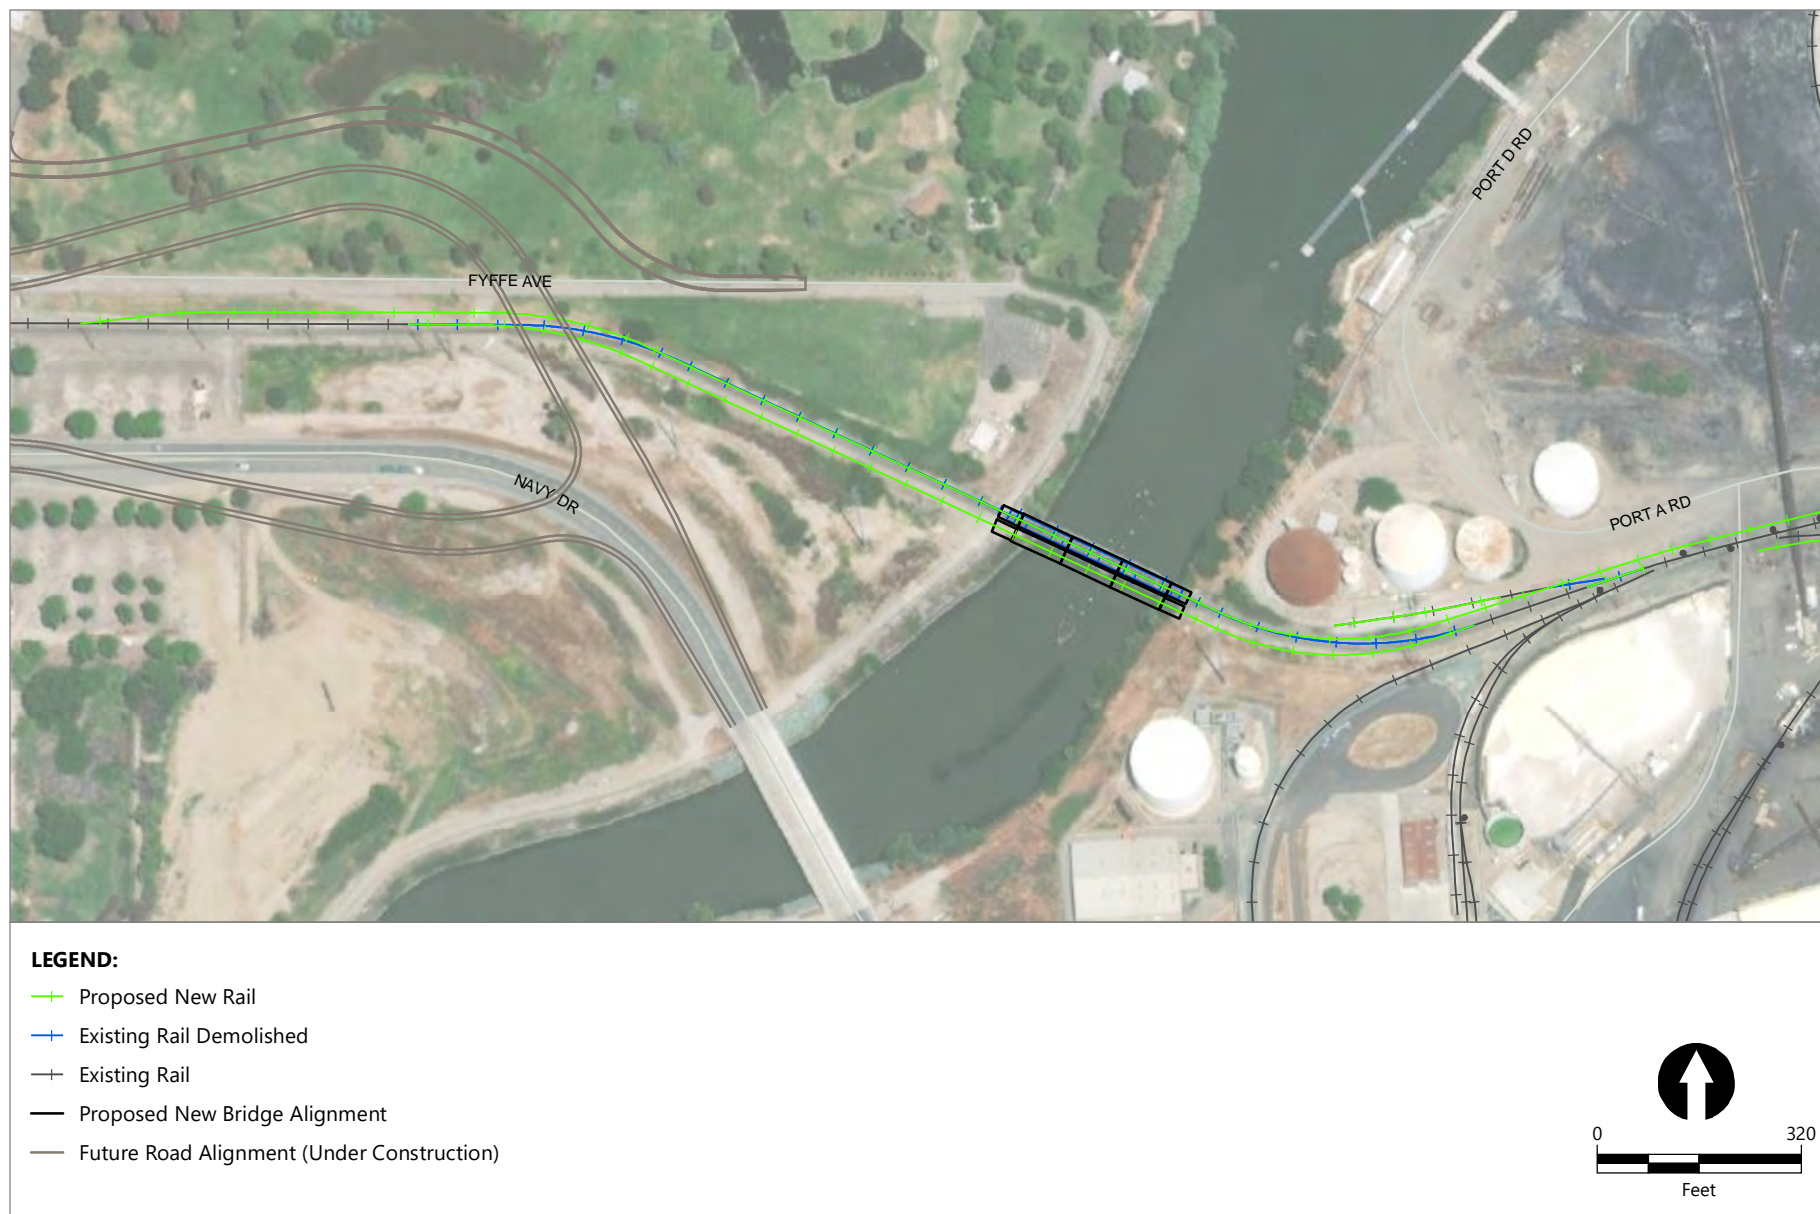 PORT D RD
FYFFE AVE
NAVY DR
PORT A RD
LEGEND:
Proposed New Rail
Existing Rail Demolished
Existing Rail
Proposed New Bridge Alignment
Future Road Alignment (Under Construction)
0 320
Feet